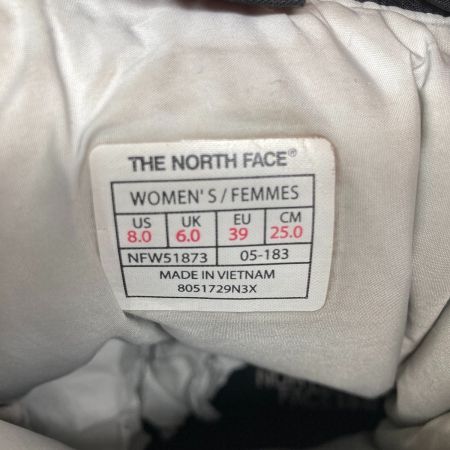 THE NORTH FACE®
WOMEN'S/FEMMES
US UK EU CM
8.0 6.0 39 25.0
NFW51873 05-183
MADE IN VIETNAM
8051729N3X
FACE